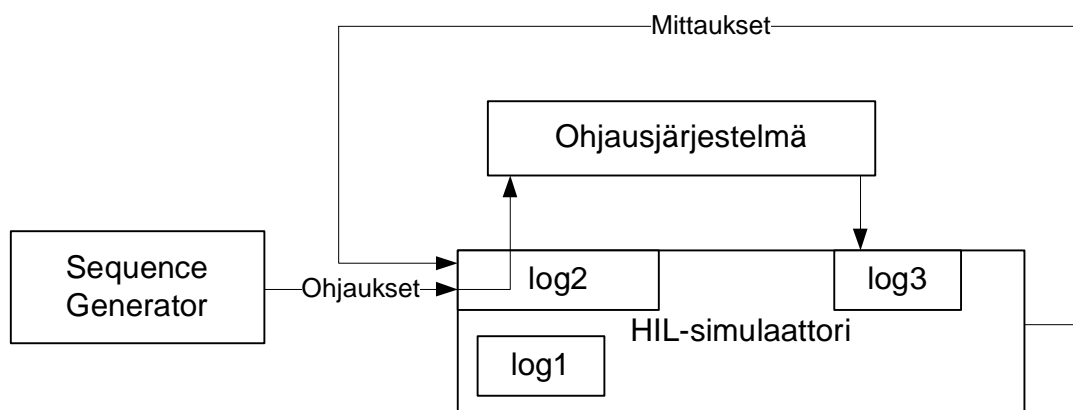 Mittaukset
Ohjausjärjestelmä
Sequence
Generator
Ohjaukset
log2
log3
HIL-simulaattori
log1